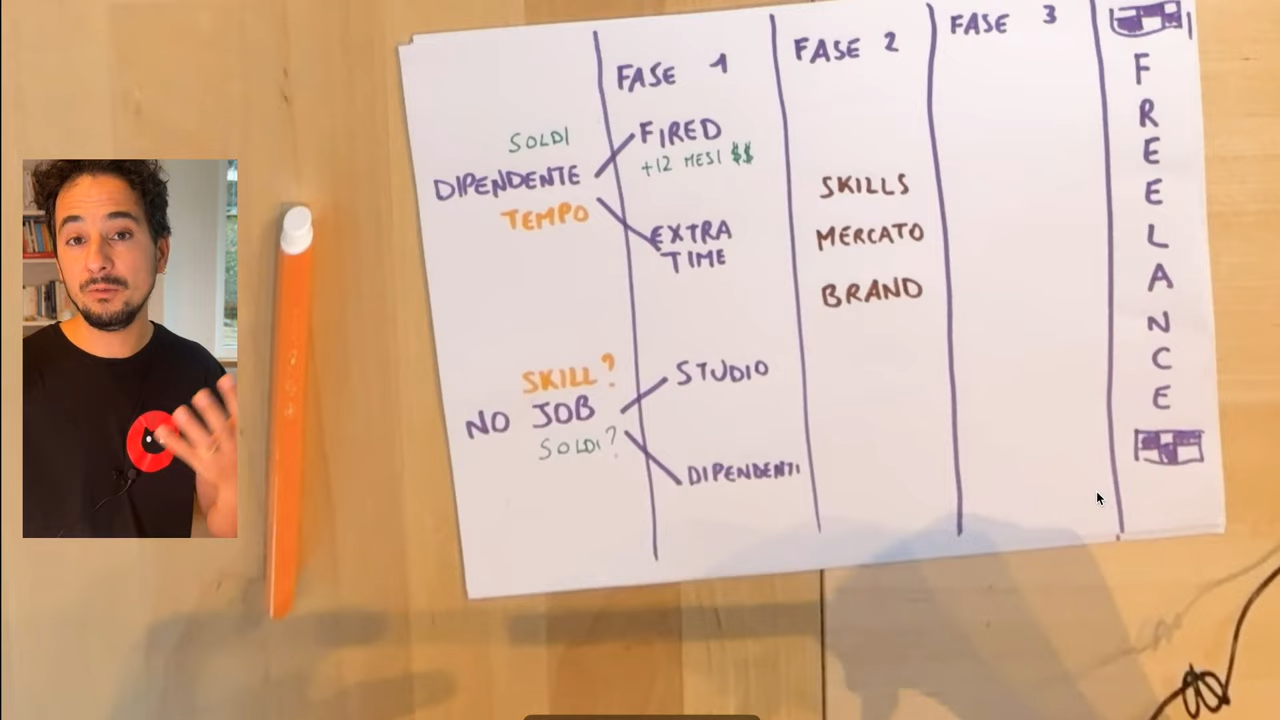 FASE 1
FASE 2
FASE 3
SOLDI
DIPENDENTE
TEMPO
FIRED
+12 MESI $$
EXTRA
TIME
SKILL?
NO JOB
SOLDI?
STUDIO
DIPENDENTI
SKILLS
MERCATO
BRAND
FREELANCE